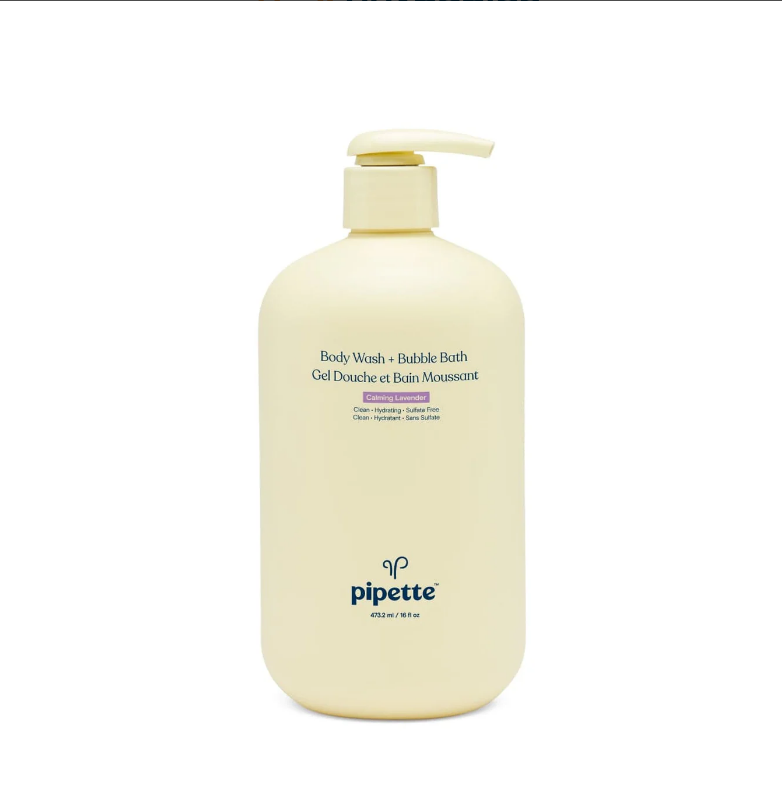 Body Wash + Bubble Bath
Gel Douche et Bain Moussant
Calming Lavender
Clean • Hydrating • Sulfate Free
Clean • Hydratant • Sans Sulfate
pipette™
473.2 ml / 16 fl oz